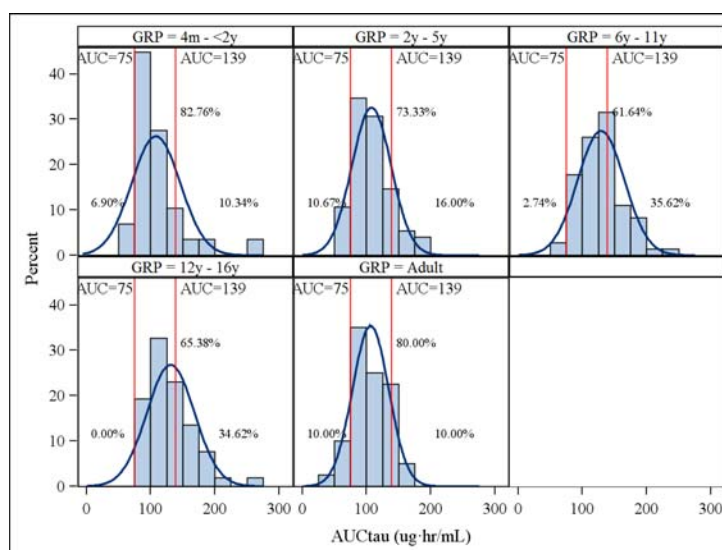 GRP = 4m - <2y
GRP = 2y - 5y
GRP = 6y - 11y
AUC=75 AUC=139
AUC=75 AUC=139
AUC=75 AUC=139
40
30
20
10
0
82.76%
6.90%
10.34%
73.33%
10.67%
16.00%
61.64%
2.74%
35.62%
Percent
GRP = 12y - 16y
GRP = Adult
AUC=75 AUC=139
AUC=75 AUC=139
40
30
20
10
0
65.38%
0.00%
34.62%
80.00%
10.00%
10.00%
0 100 200 300
0 100 200 300
0 100 200 300
AUCtau (ug·hr/mL)